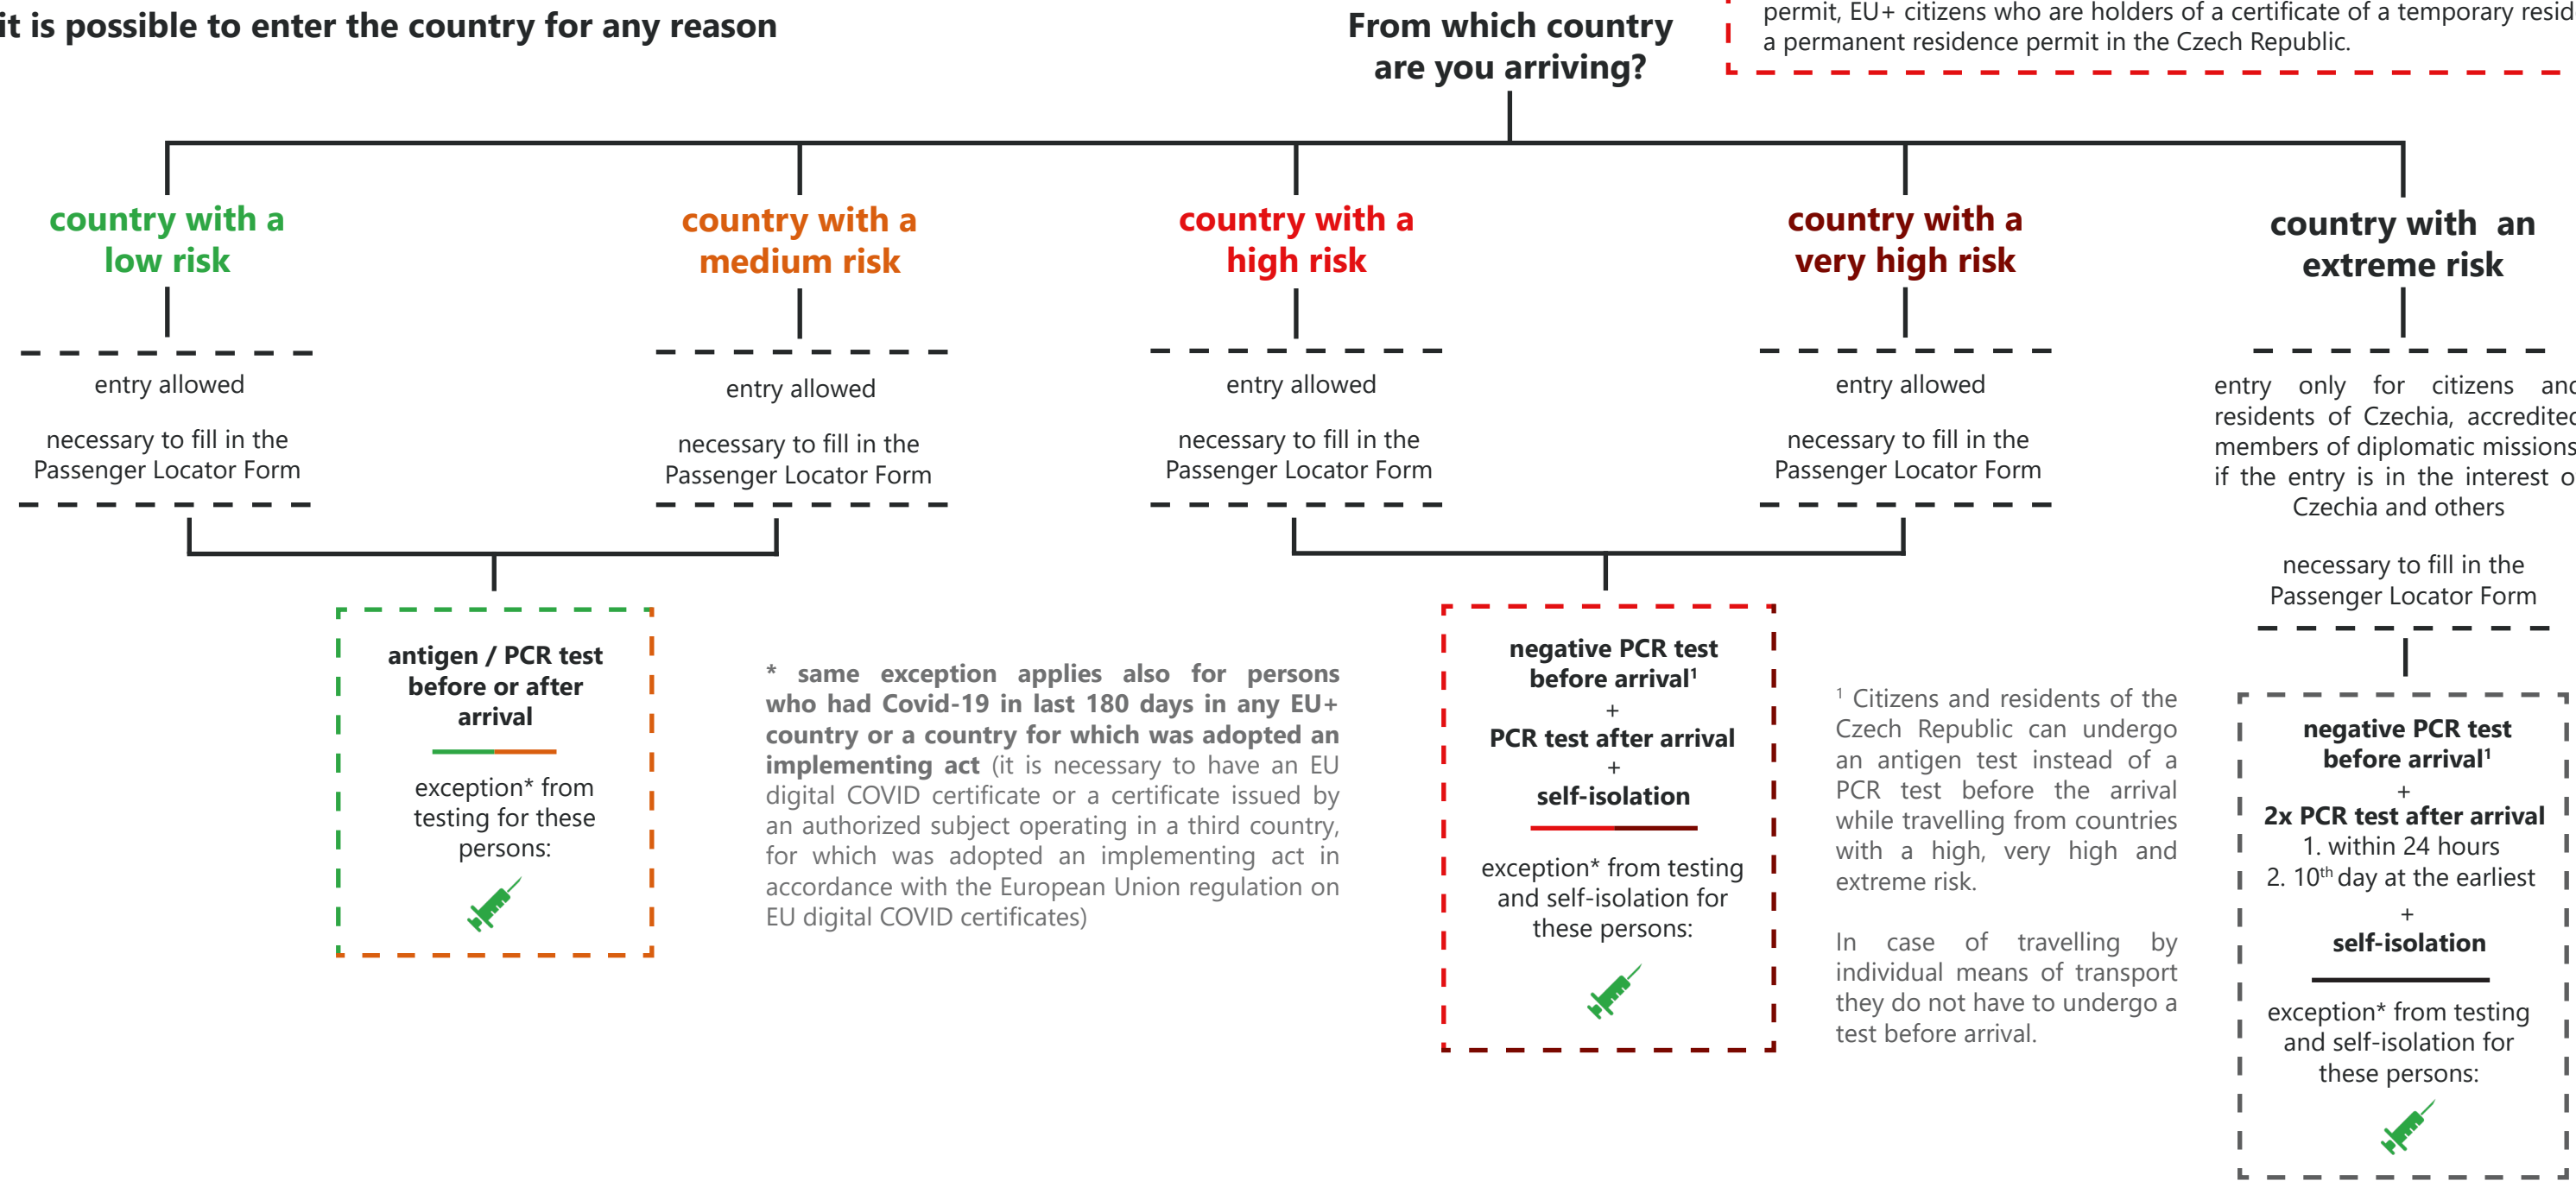 it is possible to enter the country for any reason
From which country
are you arriving?
permit, EU+ citizens who are holders of a certificate of a temporary resid
a permanent residence permit in the Czech Republic.
country with a
low risk
country with a
medium risk
country with a
high risk
country with a
very high risk
country with an
extreme risk
entry allowed
necessary to fill in the
Passenger Locator Form
entry allowed
necessary to fill in the
Passenger Locator Form
entry allowed
necessary to fill in the
Passenger Locator Form
entry allowed
necessary to fill in the
Passenger Locator Form
entry only for citizens and
residents of Czechia, accredited
members of diplomatic missions
if the entry is in the interest o
Czechia and others
necessary to fill in the
Passenger Locator Form
antigen / PCR test
before or after
arrival
exception* from
testing for these
persons:
* same exception applies also for persons
who had Covid-19 in last 180 days in any EU+
country or a country for which was adopted an
implementing act (it is necessary to have an EU
digital COVID certificate or a certificate issued by
an authorized subject operating in a third country,
for which was adopted an implementing act in
accordance with the European Union regulation on
EU digital COVID certificates)
negative PCR test
before arrival¹
+
PCR test after arrival
+
self-isolation
exception* from testing
and self-isolation for
these persons:
¹ Citizens and residents of the
Czech Republic can undergo
an antigen test instead of a
PCR test before the arrival
while travelling from countries
with a high, very high and
extreme risk.
In case of travelling by
individual means of transport
they do not have to undergo a
test before arrival.
negative PCR test
before arrival¹
+
2x PCR test after arrival
1. within 24 hours
2. 10th day at the earliest
+
self-isolation
exception* from testing
and self-isolation for
these persons: